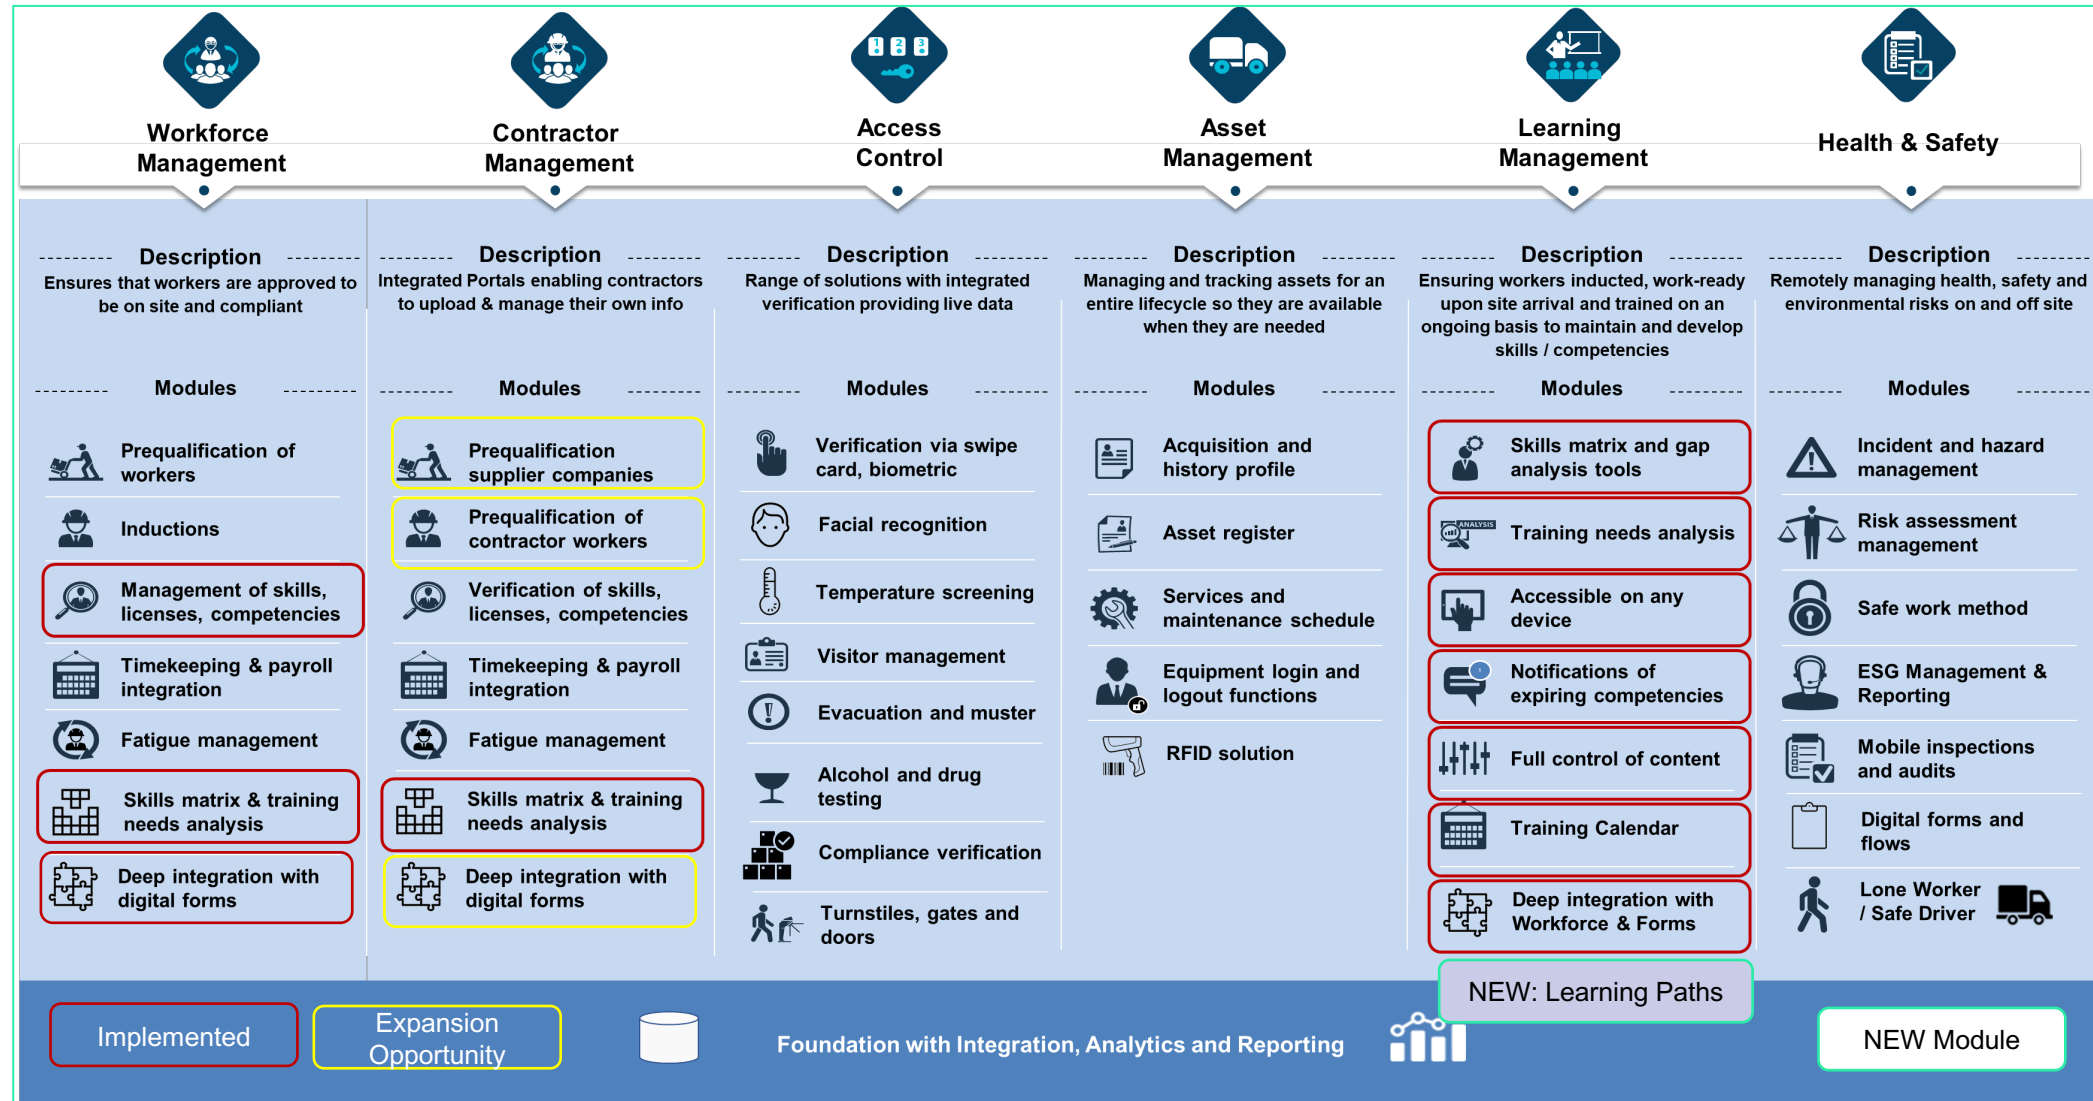 Workforce
Management
Contractor
Management
1 2 3
Access
Control
Asset
Management
Learning
Management
Health & Safety
Description
Ensures that workers are approved to
be on site and compliant
Modules
Prequalification of
workers
Inductions
Management of skills,
licenses, competencies
Timekeeping & payroll
integration
Fatigue management
Skills matrix & training
needs analysis
Deep integration with
digital forms
Description
Integrated Portals enabling contractors
to upload & manage their own info
Modules
Prequalification
supplier companies
Prequalification of
contractor workers
Verification of skills,
licenses, competencies
Timekeeping & payroll
integration
Fatigue management
Skills matrix & training
needs analysis
Deep integration with
digital forms
Description
Range of solutions with integrated
verification providing live data
Modules
Verification via swipe
card, biometric
Facial recognition
Temperature screening
Visitor management
Evacuation and muster
Alcohol and drug
testing
Compliance verification
Turnstiles, gates and
doors
Description
Managing and tracking assets for an
entire lifecycle so they are available
when they are needed
Modules
Acquisition and
history profile
Asset register
Services and
maintenance schedule
Equipment login and
logout functions
RFID solution
Description
Ensuring workers inducted, work-ready
upon site arrival and trained on an
ongoing basis to maintain and develop
skills / competencies
Modules
Skills matrix and gap
analysis tools
ANALYSIS
Training needs analysis
Accessible on any
device
Notifications of
expiring competencies
Full control of content
Training Calendar
Deep integration with
Workforce & Forms
NEW: Learning Paths
Description
Remotely managing health, safety and
environmental risks on and off site
Modules
Incident and hazard
management
Risk assessment
management
Safe work method
ESG Management &
Reporting
Mobile inspections
and audits
Digital forms and
flows
Lone Worker
/ Safe Driver
Implemented
Expansion
Opportunity
Foundation with Integration, Analytics and Reporting
NEW Module